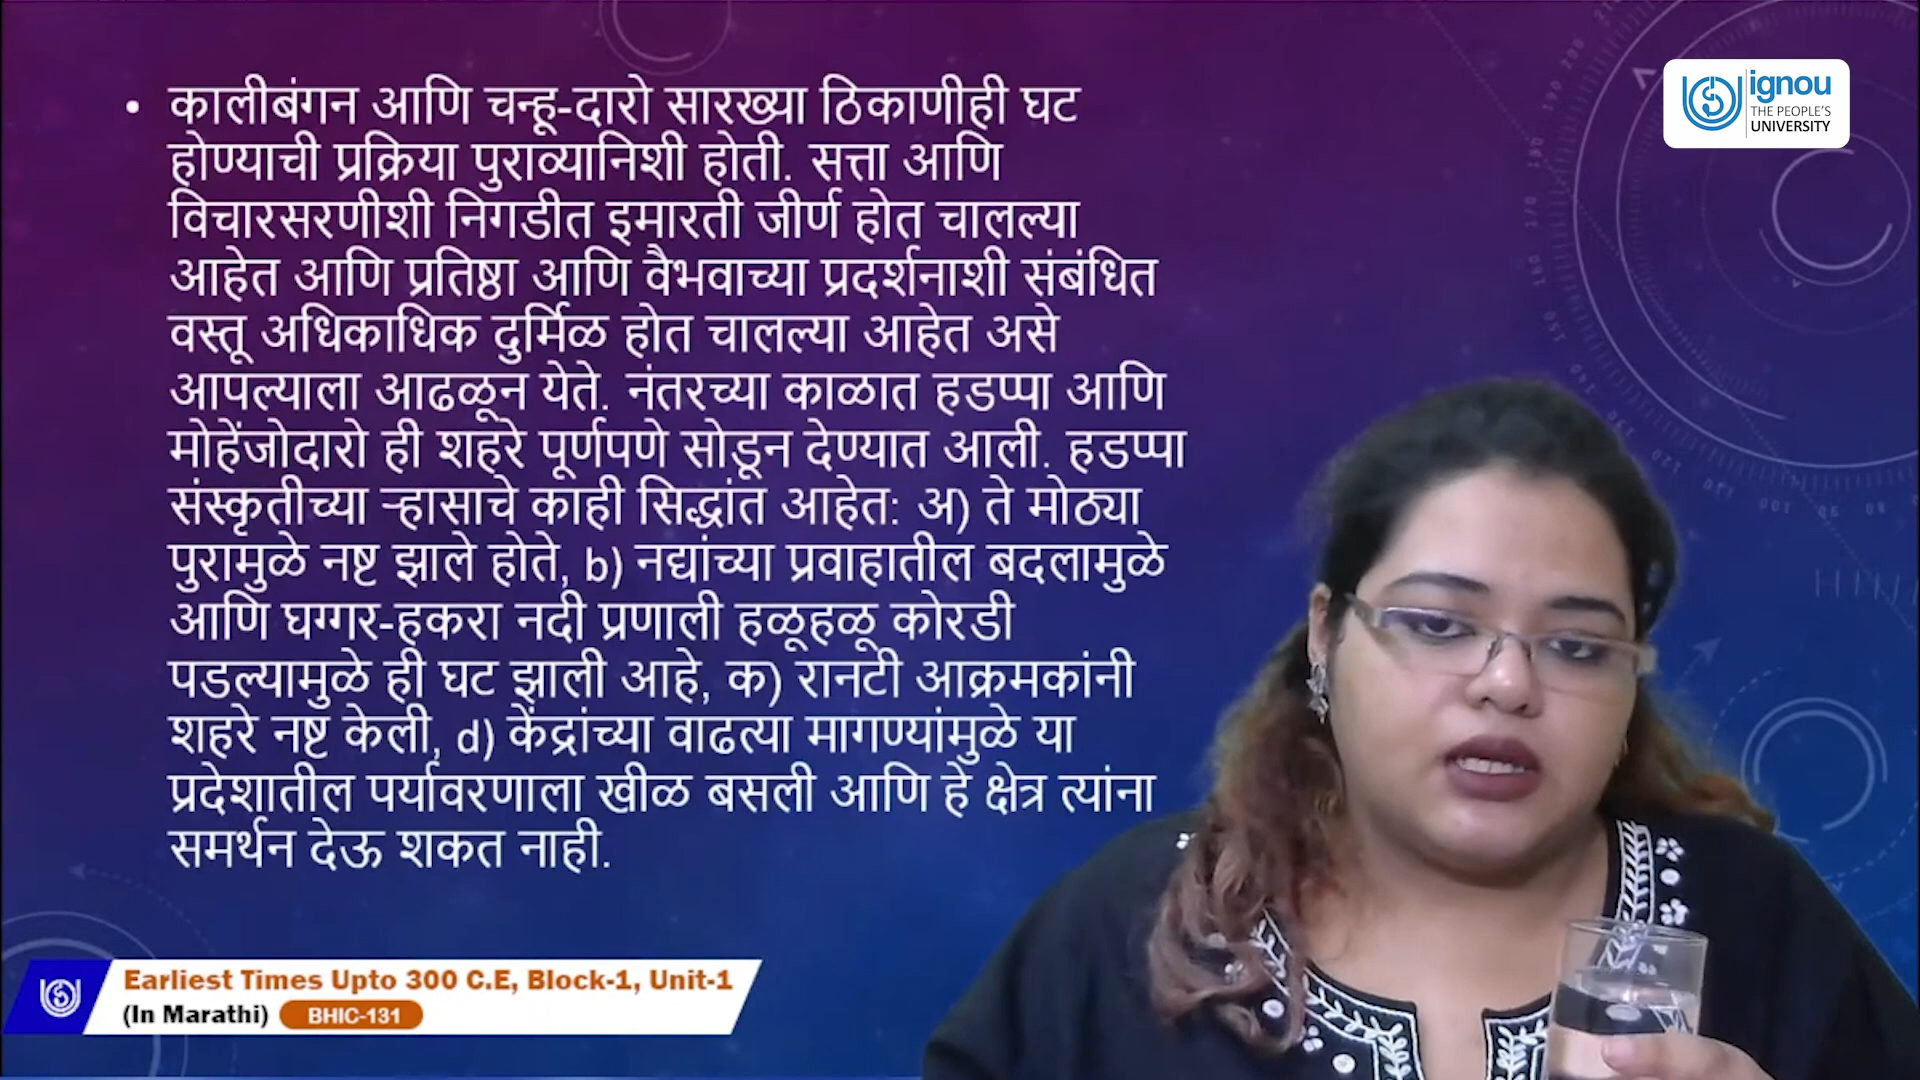 • कालीबंगन आणि चन्हू-दारो सारख्या ठिकाणीही घट
होण्याची प्रक्रिया पुराव्यानिशी होती. सत्ता आणि
विचारसरणीशी निगडीत इमारती जीर्ण होत चालल्या
आहेत आणि प्रतिष्ठा आणि वैभवाच्या प्रदर्शनाशी संबंधित
वस्तू अधिकाधिक दुर्मिळ होत चालल्या आहेत असे
आपल्याला आढळून येते. नंतरच्या काळात हडप्पा आणि
मोहेंजोदारो ही शहरे पूर्णपणे सोडून देण्यात आली. हडप्पा
संस्कृतीच्या ऱ्हासाचे काही सिद्धांत आहेत: अ) ते मोठ्या
पुरामुळे नष्ट झाले होते, b) नद्यांच्या प्रवाहातील बदलामुळे
आणि घग्गर-हकरा नदी प्रणाली हळूहळू कोरडी
पडल्यामुळे ही घट झाली आहे, क) रानटी आक्रमकांनी
शहरे नष्ट केली, d) केंद्रांच्या वाढत्या मागण्यांमुळे या
प्रदेशातील पर्यावरणाला खीळ बसली आणि हे क्षेत्र त्यांना
समर्थन देऊ शकत नाही.
ignou
THE PEOPLE'S
UNIVERSITY
Earliest Times Upto 300 C.E, Block-1, Unit-1
(In Marathi) BHIC-131